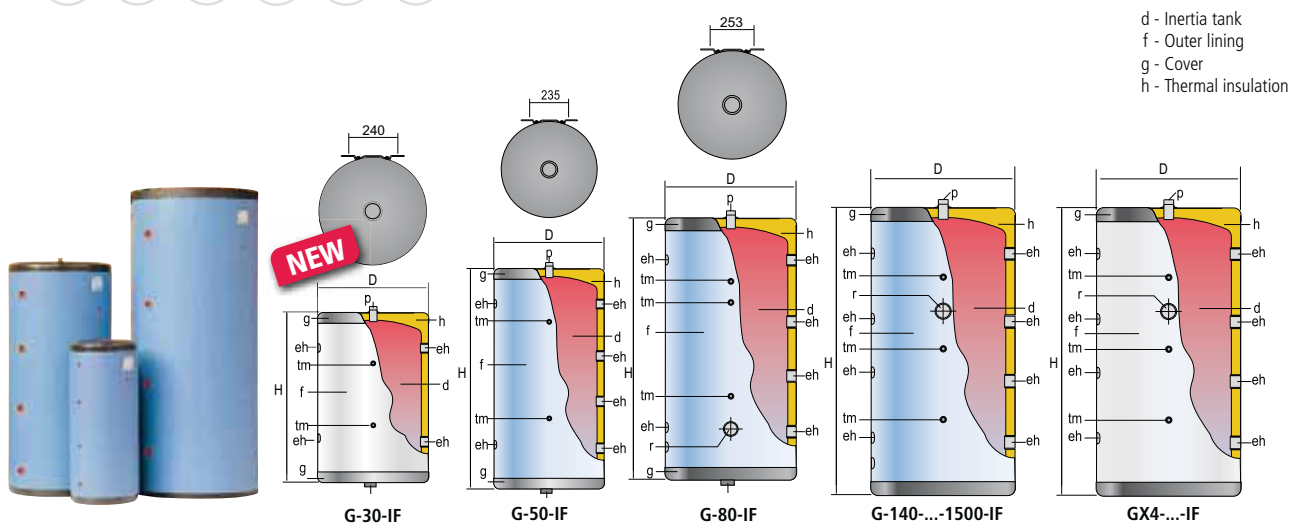 d - Inertia tank
f - Outer lining
g - Cover
h - Thermal insulation
240
235
253
NEW
D
p
g
h
eh
eh
tm
H
f
d
tm
eh
eh
g
G-30-IF
D
p
g
h
eh
eh
tm
d
H
f
eh
eh
tm
eh
eh
G-50-IF
D
p
g
h
eh
eh
tm
tm
d
f
eh
H
eh
tm
eh
eh
r
g
G-80-IF
D
p
g
h
eh
eh
tm
r
d
eh
eh
f
tm
H
eh
eh
tm
eh
eh
G-140-...-1500-IF
D
p
g
h
eh
eh
tm
r
d
eh
eh
f
tm
H
eh
eh
tm
eh
eh
GX4-...-IF